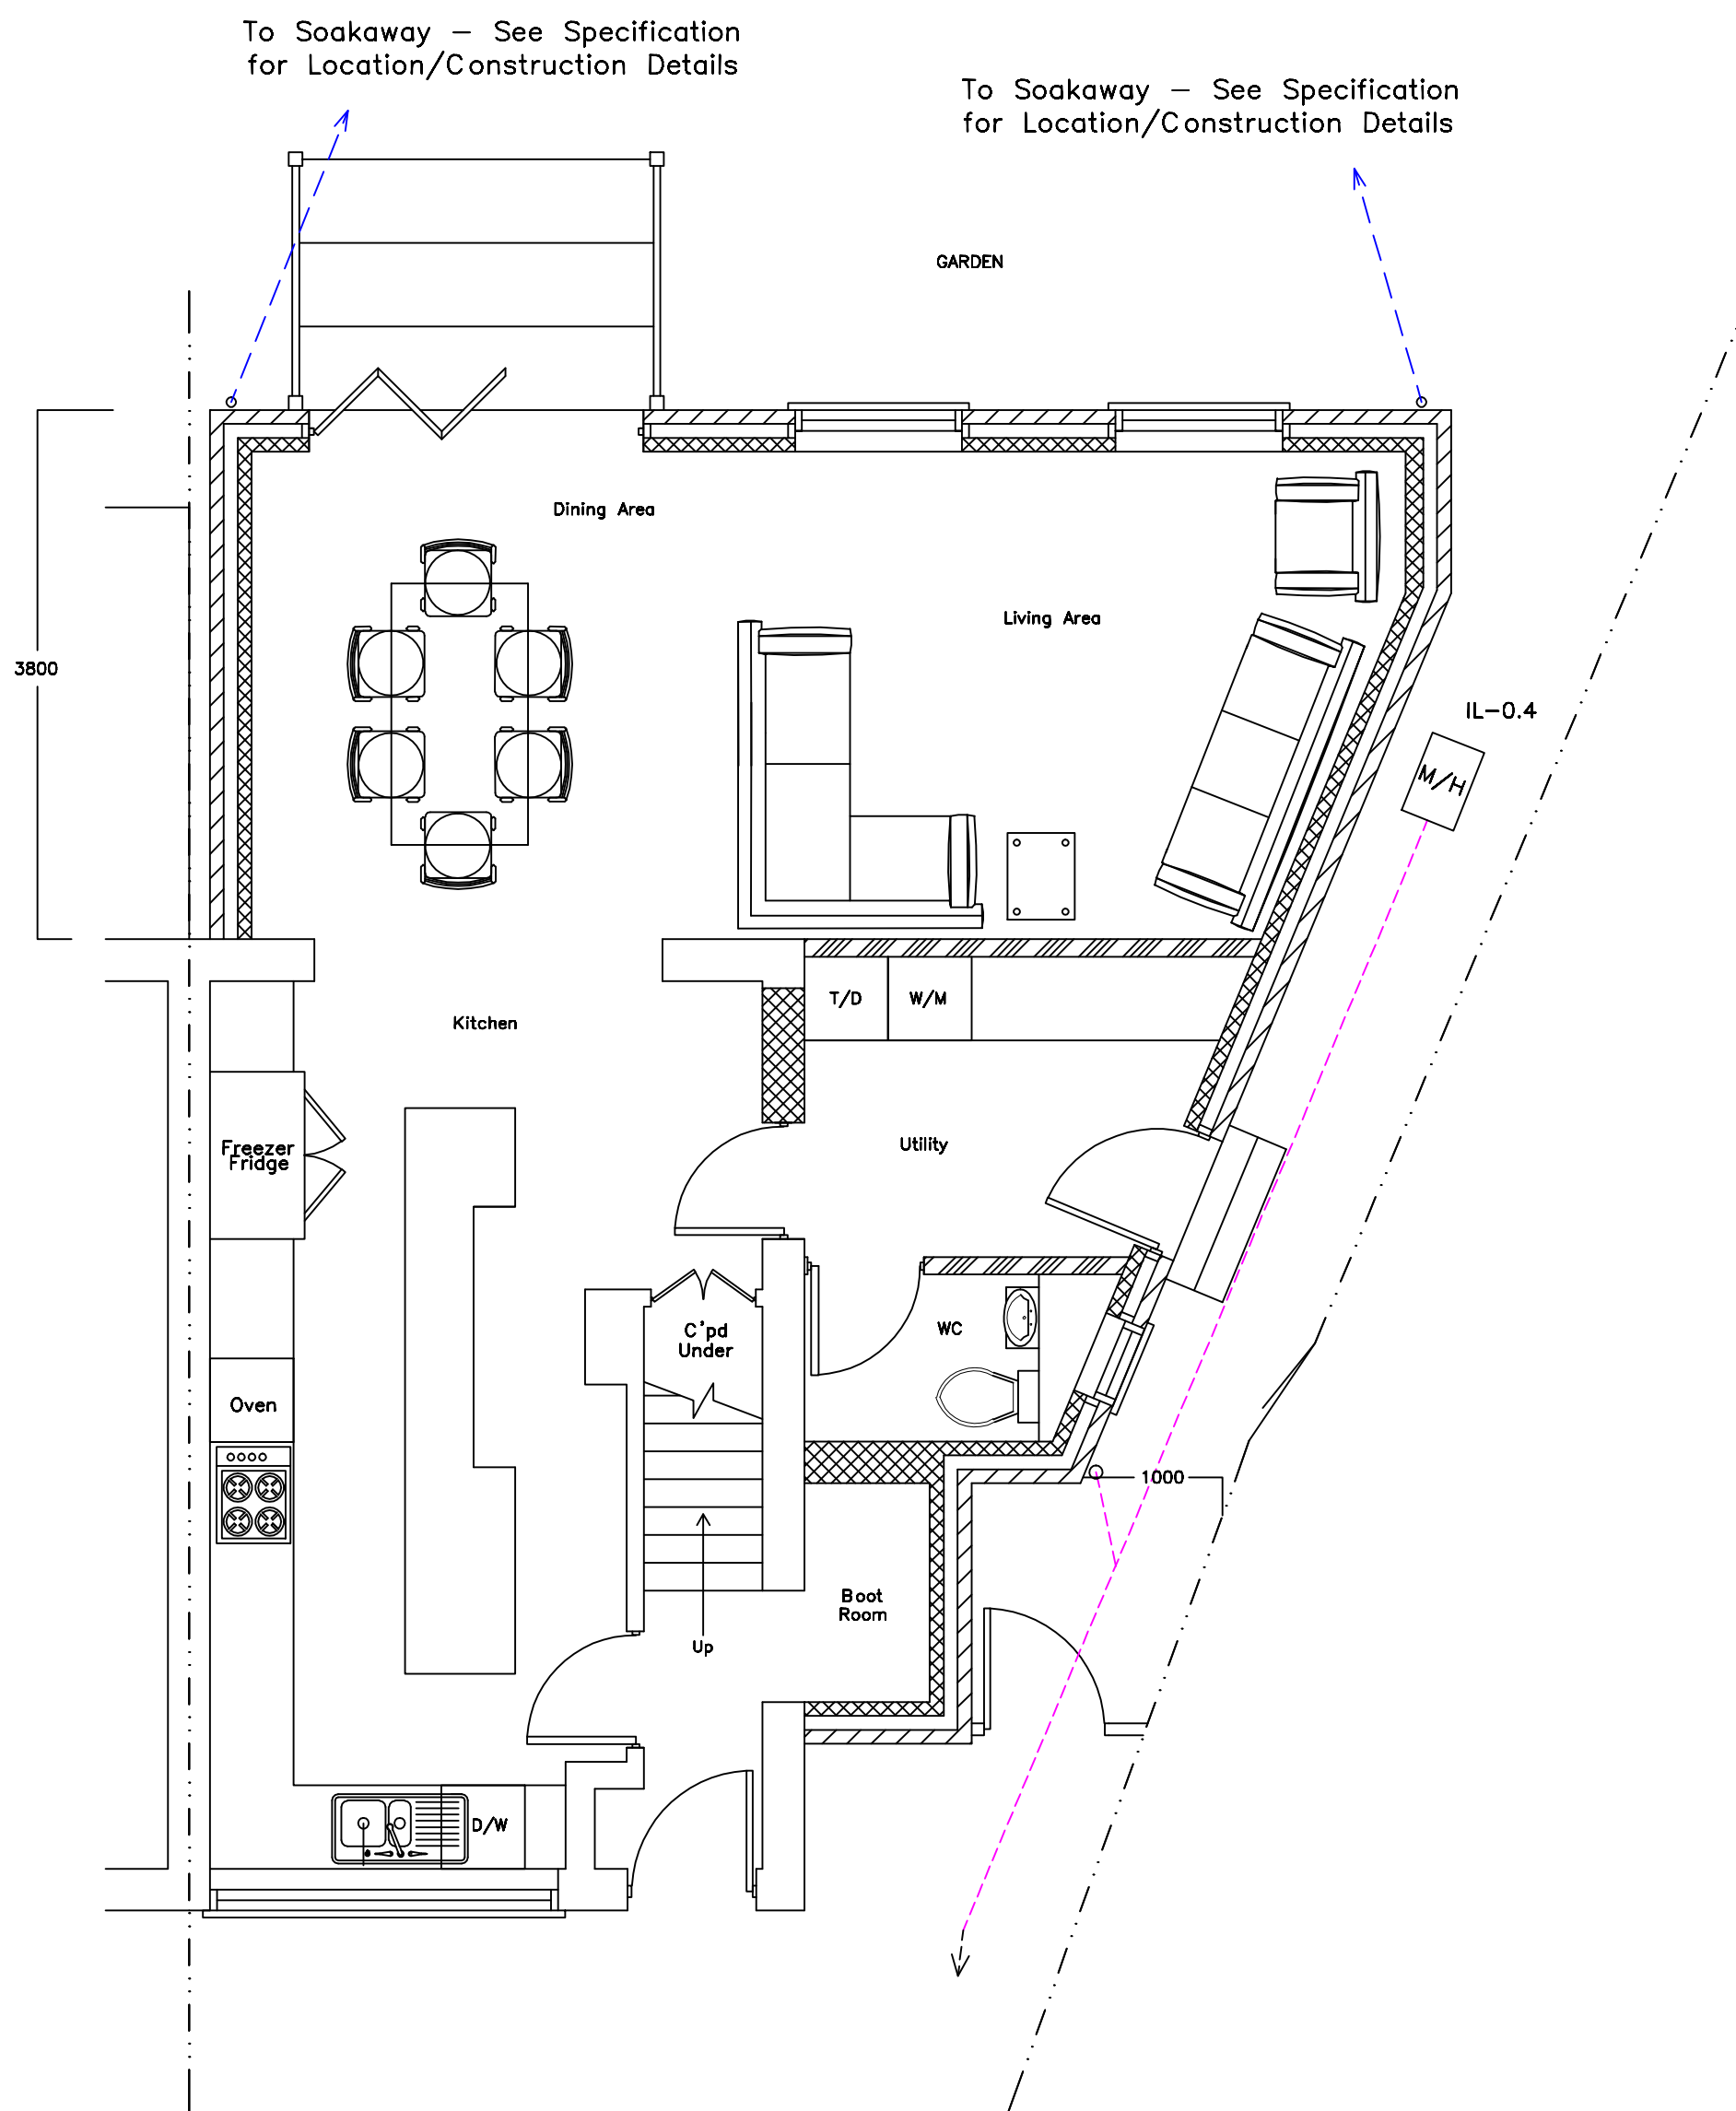 To Soakaway – See Specification
for Location/Construction Details
To Soakaway – See Specification
for Location/Construction Details
GARDEN
Dining Area
Living Area
3800
IL-0.4
M/H
T/D
W/M
Kitchen
Utility
Freezer
Fridge
C'pd
Under
WC
Oven
1000
Boot
Room
Up
D/W